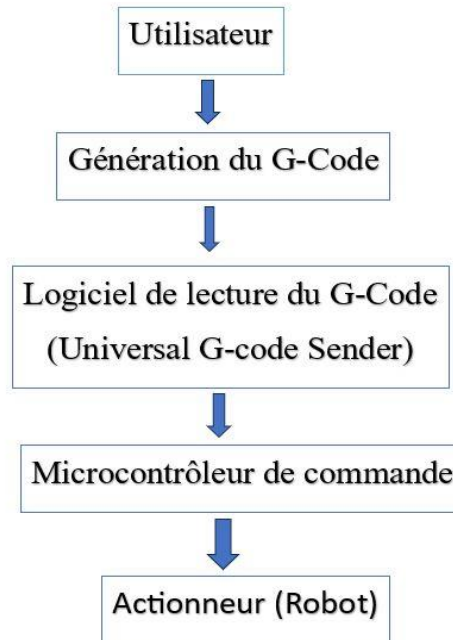 Utilisateur
Génération du G-Code
Logiciel de lecture du G-Code
(Universal G-code Sender)
Microcontrôleur de commande
Actionneur (Robot)